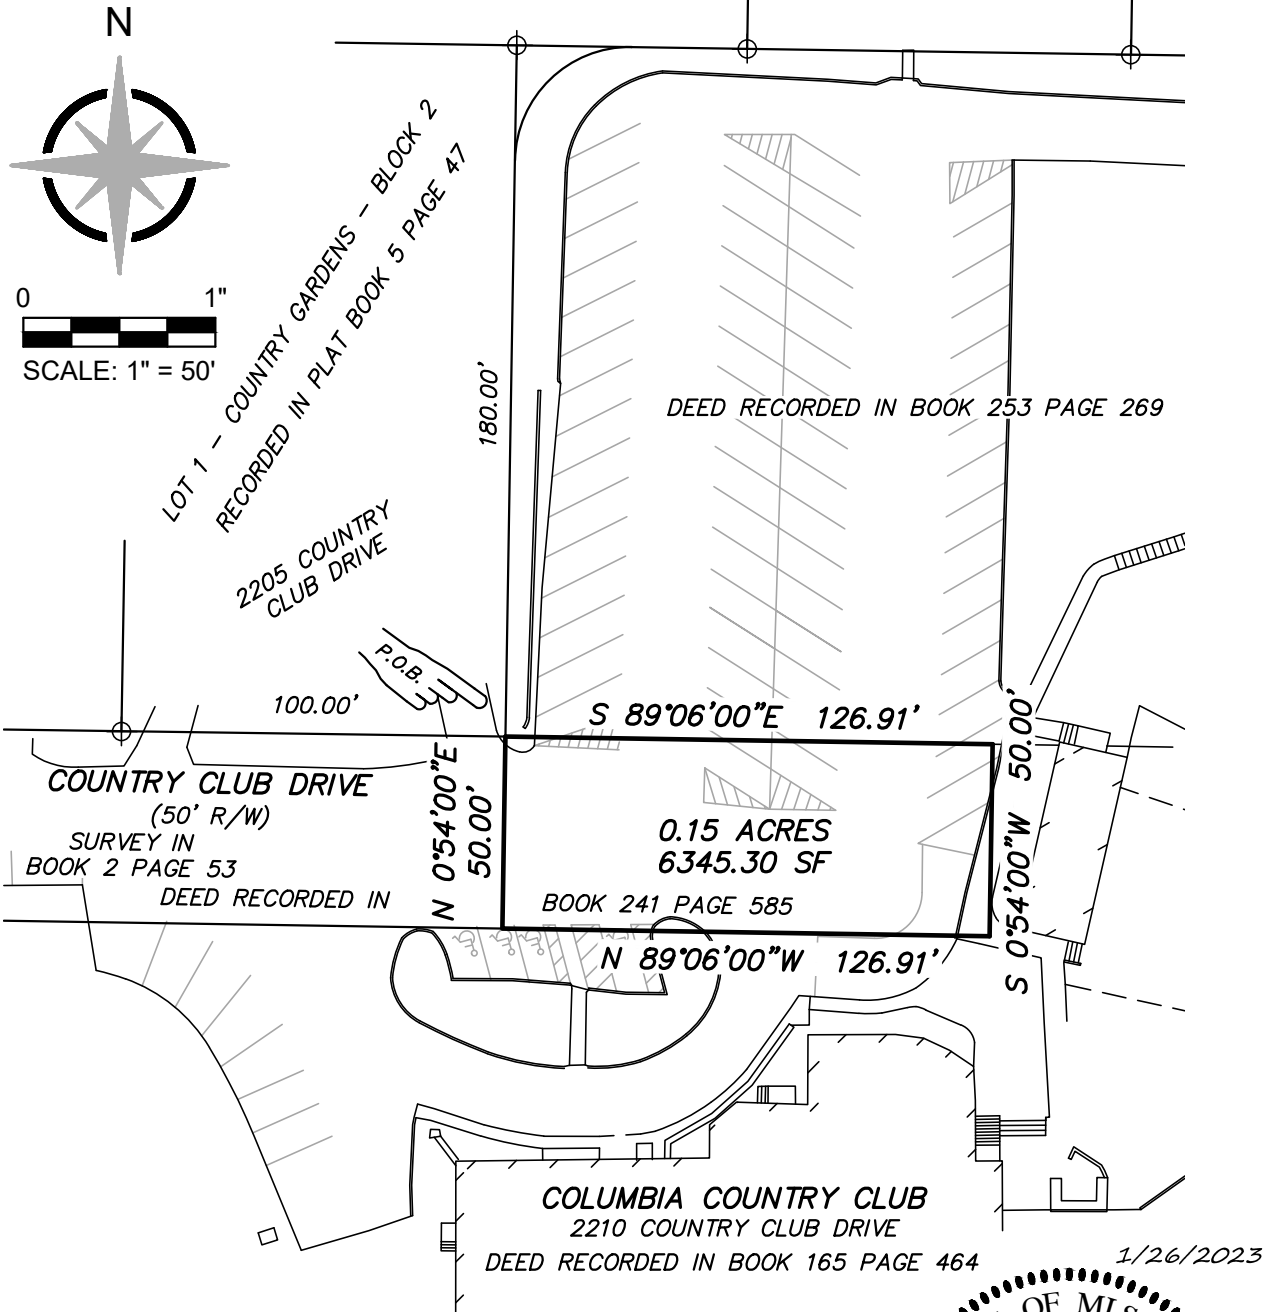 N
0 1"
SCALE: 1" = 50'
LOT 1 - COUNTRY GARDENS - BLOCK 2
RECORDED IN PLAT BOOK 5 PAGE 47
180.00'
DEED RECORDED IN BOOK 253 PAGE 269
2205 COUNTRY
CLUB DRIVE
P.O.B.
100.00'
S 89°06'00"E 126.91'
COUNTRY CLUB DRIVE
(50' R/W)
SURVEY IN
BOOK 2 PAGE 53
DEED RECORDED IN
N 0°54'00"E
50.00'
0.15 ACRES
6345.30 SF
BOOK 241 PAGE 585
S 0°54'00"W 50.00'
N 89°06'00"W 126.91'
COLUMBIA COUNTRY CLUB
2210 COUNTRY CLUB DRIVE
DEED RECORDED IN BOOK 165 PAGE 464
1/26/2023
OF MIS